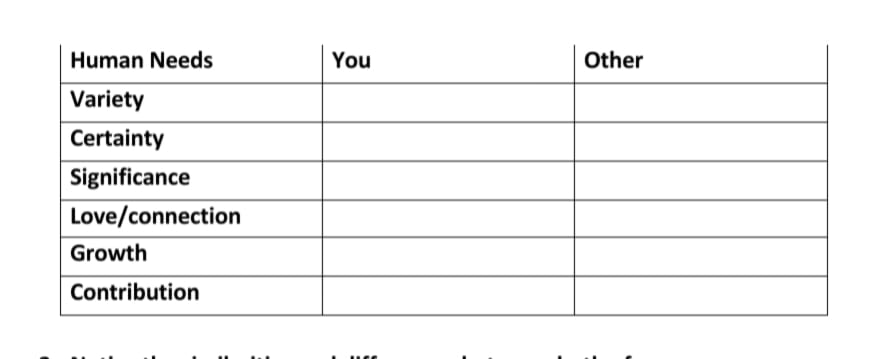 Human Needs You Other
Variety
Certainty
Significance
Love/connection
Growth
Contribution